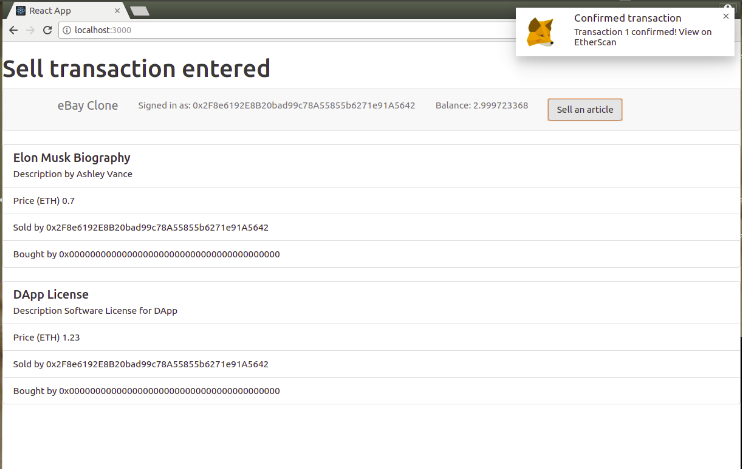 React App
Confirmed transaction
Transaction 1 confirmed! View on
EtherScan
localhost:3000
Sell transaction entered
eBay Clone
Signed in as: 0x2F8e6192E8B20bad99c78A55855b6271e91A5642
Balance: 2.999723368
Sell an article
Elon Musk Biography
Description by Ashley Vance
Price (ETH) 0.7
Sold by 0x2F8e6192E8B20bad99c78A55855b6271e91A5642
Bought by 0x0000000000000000000000000000000000000000
DApp License
Description Software License for DApp
Price (ETH) 1.23
Sold by 0x2F8e6192E8B20bad99c78A55855b6271e91A5642
Bought by 0x0000000000000000000000000000000000000000